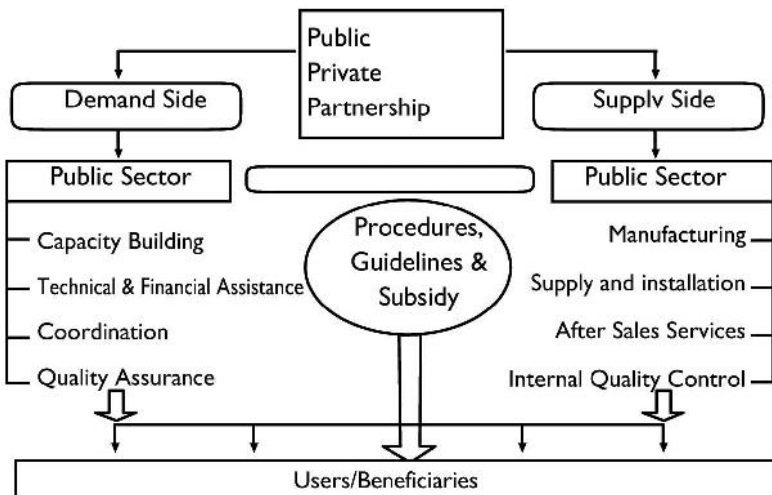 Public
Private
Partnership
Demand Side
Supplv Side
Public Sector
Public Sector
Procedures,
Guidelines &
Subsidy
Capacity Building
Technical & Financial Assistance
Coordination
Quality Assurance
Manufacturing
Supply and installation
After Sales Services
Internal Quality Control
Users/Beneficiaries